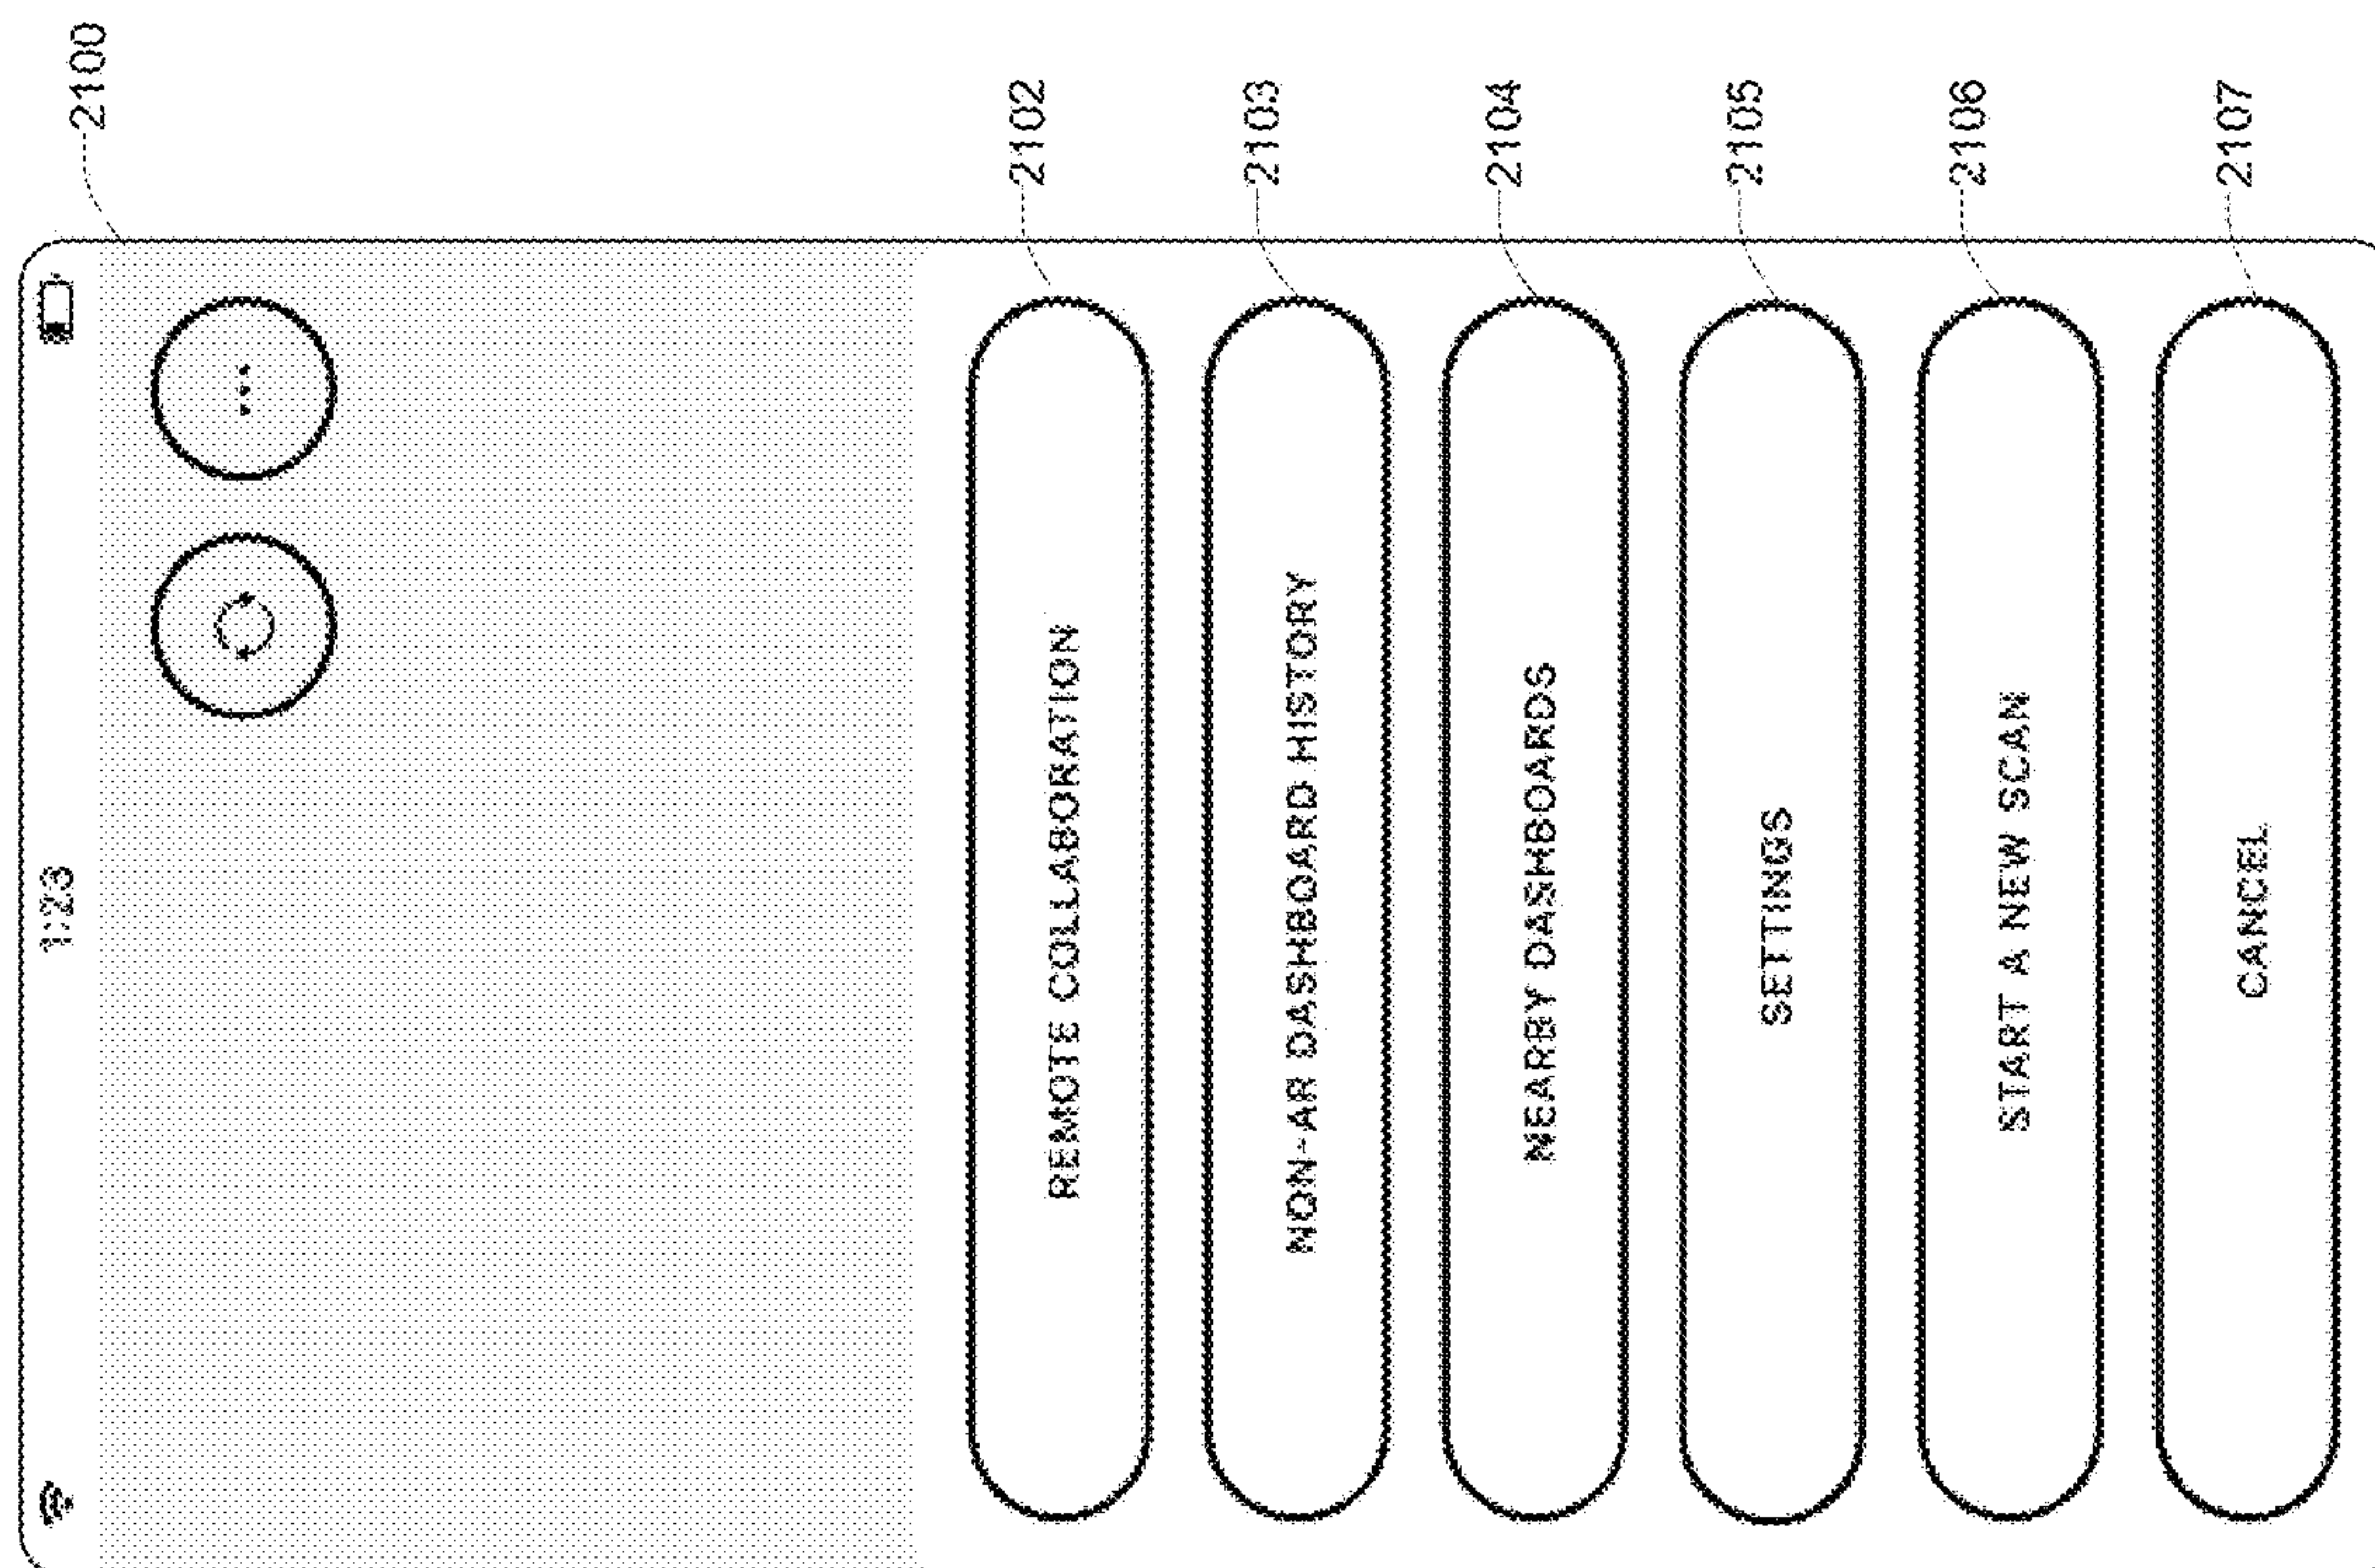 1:23
2100
...
REMOTE COLLABORATION
2102
NON-AR DASHBOARD HISTORY
2103
NEARBY DASHBOARDS
2104
SETTINGS
2105
START A NEW SCAN
2106
CANCEL
2107